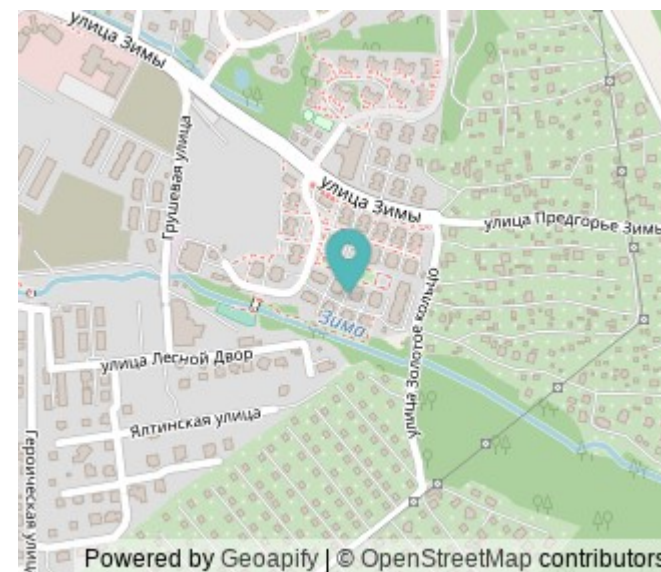 улица Зимы
Грушевая улица
улица Зимы
улица Предгорье Зимы
Зима
улица Золотое кольцо
улица Лесной Двор
Ялтинская улица
Героическая улиц
Powered by Geoapify | © OpenStreetMap contributors